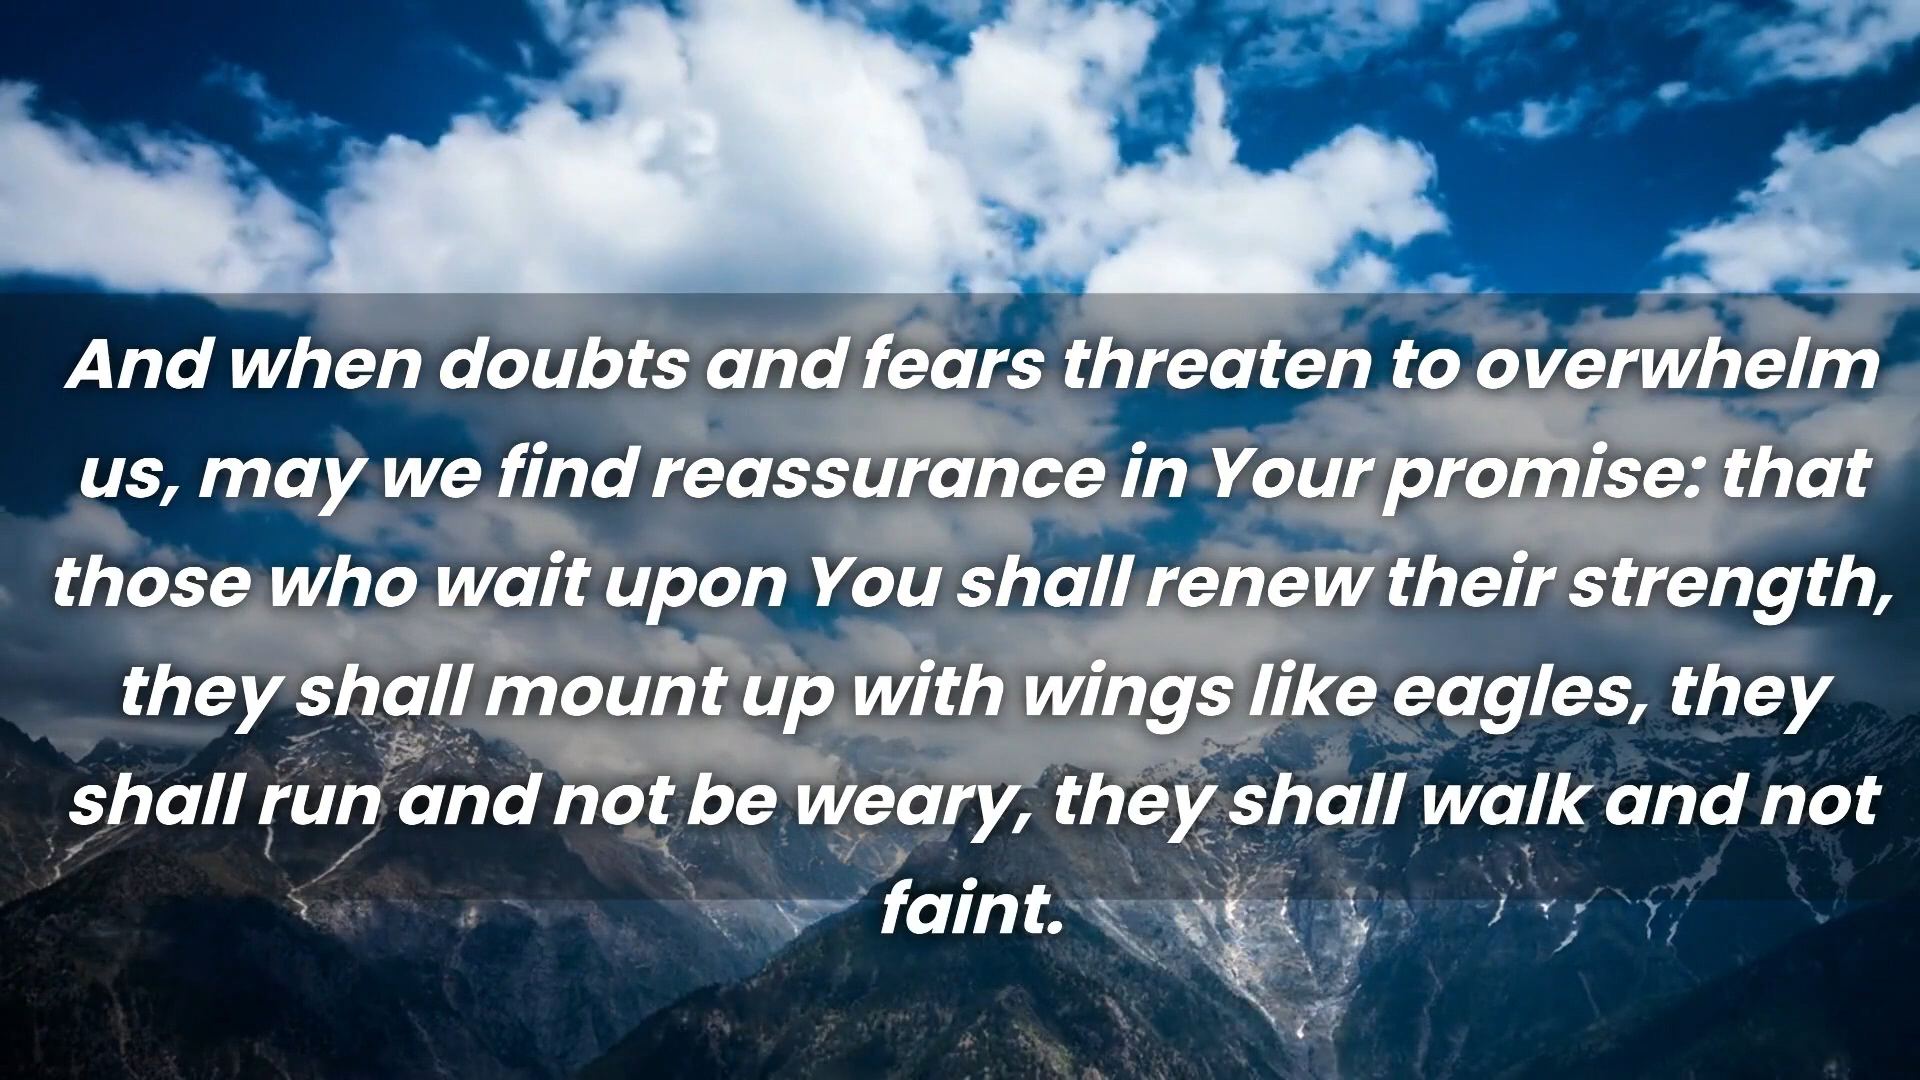 And when doubts and fears threaten to overwhelm
us, may we find reassurance in Your promise: that
those who wait upon You shall renew their strength,
they shall mount up with wings like eagles, they
shall run and not be weary, they shall walk and not
faint.